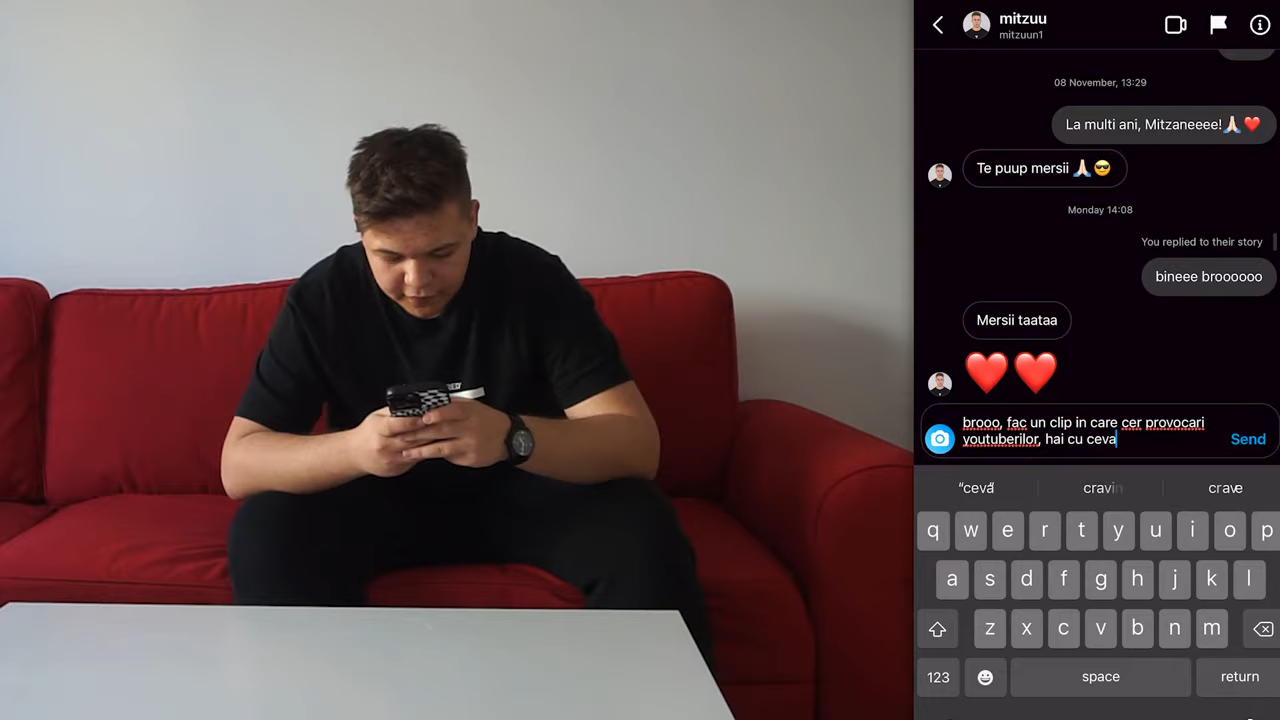 mitzuu
mitzuun1
08 November, 13:29
La multi ani, Mitzaneeee!🙏🏻❤️
Te puup mersii 🙏🏻😎
Monday 14:08
You replied to their story
bineee broooooo
Mersii taataa
❤️❤️
brooo, fac un clip in care cer provocari
youtuberilor, hai cu ceva
Send
"ceva"
cravin
crave
q w e r t y u i o p
a s d f g h j k l
z x c v b n m
123
space
return